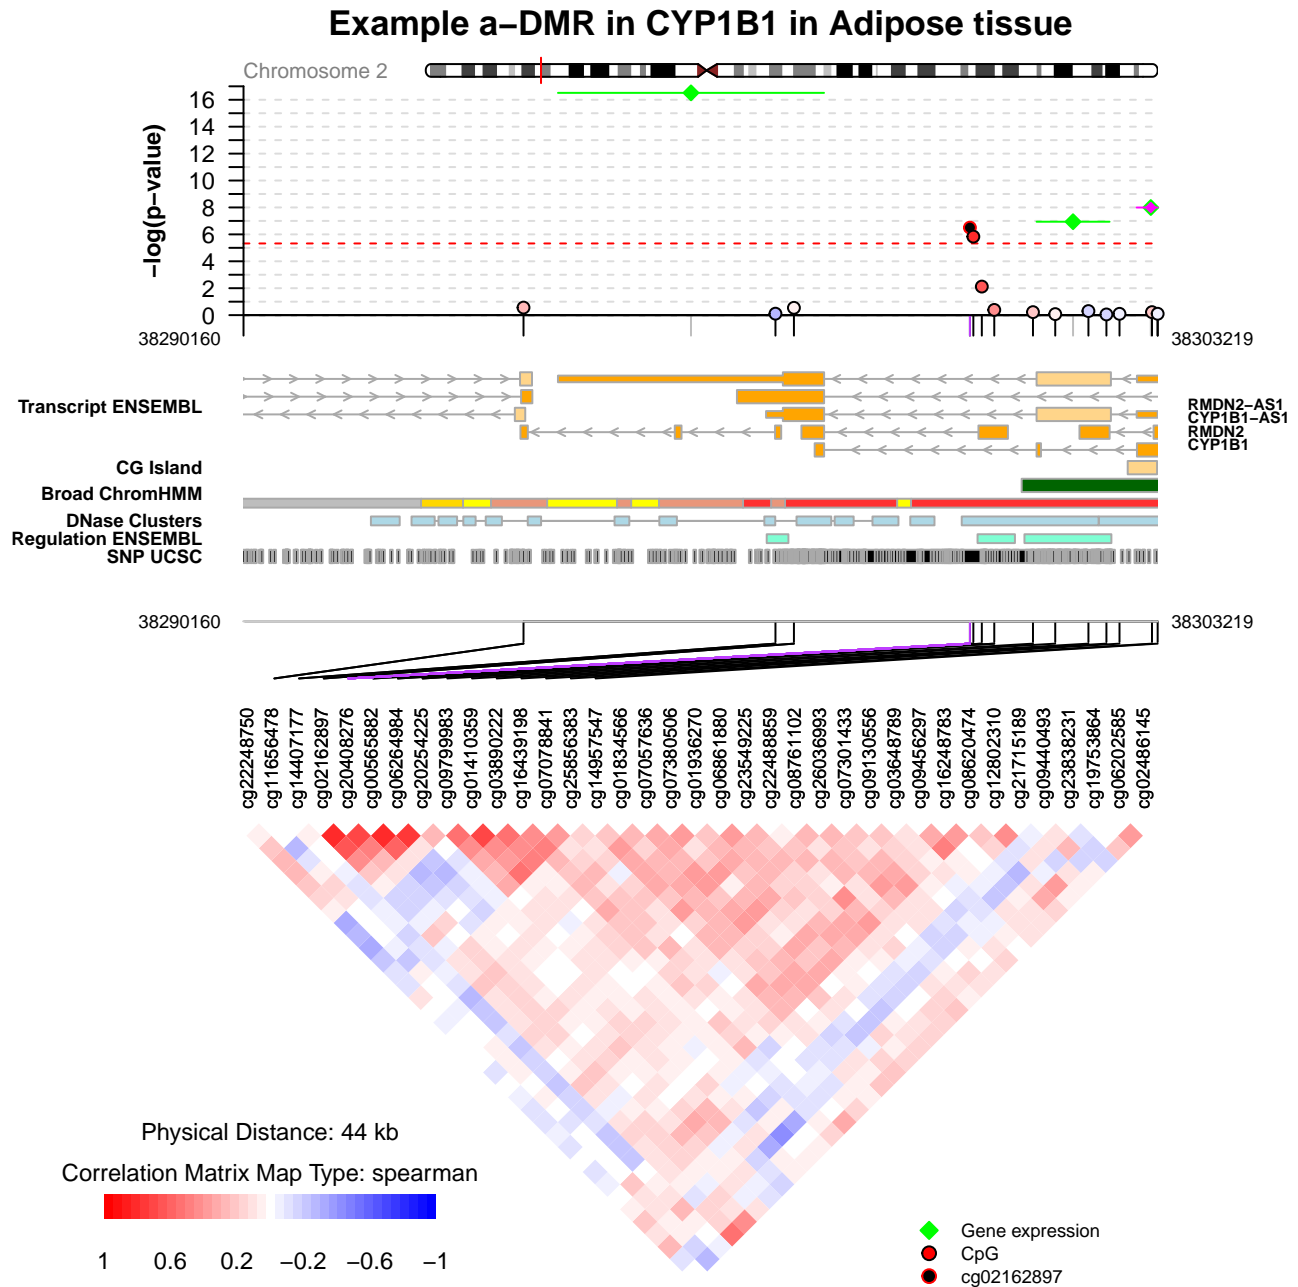 Example a−DMR in CYP1B1 in Adipose tissue
Chromosome 2
−log(p−value)
16
14
12
10
8
6
4
2
0
38290160
38303219
Transcript ENSEMBL
RMDN2−AS1
CYP1B1−AS1
RMDN2
CYP1B1
CG Island
Broad ChromHMM
DNase Clusters
Regulation ENSEMBL
SNP UCSC
38290160
38303219
cg22248750
cg11656478
cg14407177
cg02162897
cg20408276
cg00565882
cg06264984
cg20254225
cg09799983
cg01410359
cg03890222
cg16439198
cg07078841
cg25856383
cg14957547
cg01834566
cg07057636
cg07380506
cg01936270
cg06861880
cg23549225
cg22488859
cg08761102
cg26036993
cg07301433
cg09130556
cg03648789
cg09456297
cg16248783
cg08620474
cg12802310
cg21715189
cg09440493
cg23838231
cg19753864
cg06202585
cg02486145
Physical Distance: 44 kb
Correlation Matrix Map Type: spearman
1 0.6 0.2 −0.2 −0.6 −1
Gene expression
CpG
cg02162897